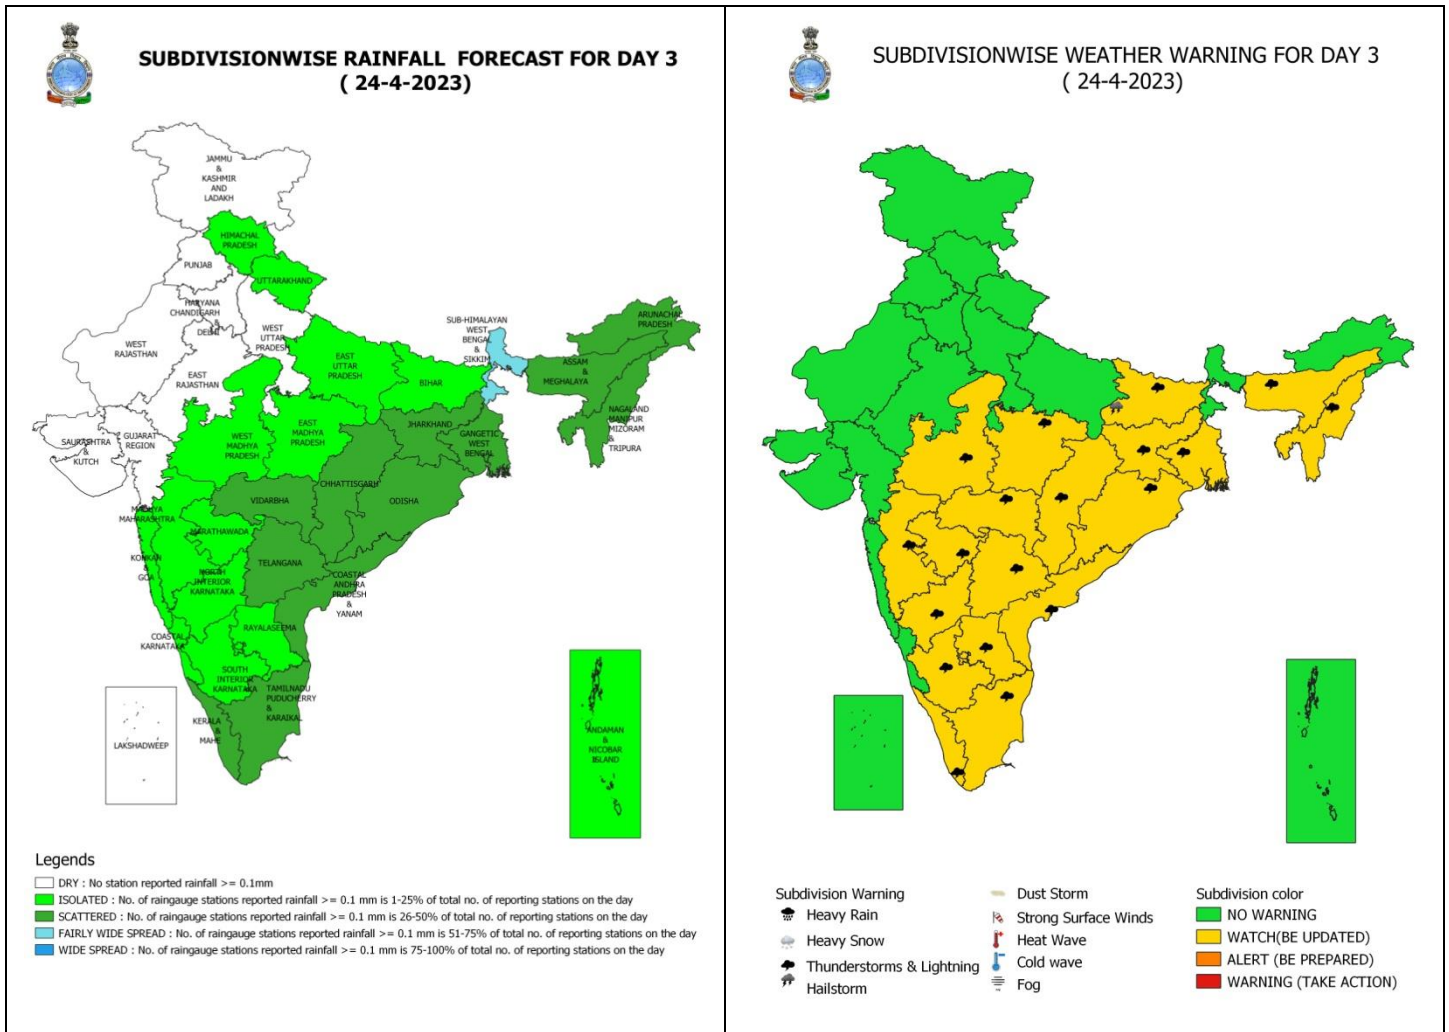 SUBDIVISIONWISE RAINFALL FORECAST FOR DAY 3
( 24-4-2023)
JAMMU
&
KASHMIR
AND
LADAKH
HIMACHAL
PRADESH
PUNJAB
UTTARAKHAND
HARYANA
CHANDIGARH
&
DELHI
WEST
RAJASTHAN
WEST
UTTAR
PRADESH
EAST
RAJASTHAN
EAST
UTTAR
PRADESH
BIHAR
SUB-HIMALAYAN
WEST
BENGAL
&
SIKKIM
ARUNACHAL
PRADESH
ASSAM
&
MEGHALAYA
NAGALAND
MANIPUR
MIZORAM
&
TRIPURA
SAURASHTRA
&
KUTCH
GUJARAT
REGION
WEST
MADHYA
PRADESH
EAST
MADHYA
PRADESH
JHARKHAND
GANGETIC
WEST
BENGAL
CHHATTISGARH
ODISHA
VIDARBHA
MADHYA
MAHARASHTRA
MARATHAWADA
KONKAN
&
GOA
NORTH
INTERIOR
KARNATAKA
TELANGANA
COASTAL
ANDHRA
PRADESH
&
YANAM
RAYALASEEMA
COASTAL
KARNATAKA
SOUTH
INTERIOR
KARNATAKA
TAMILNADU
PUDUCHERRY
&
KARAIKAL
KERALA
&
MAHE
LAKSHADWEEP
ANDAMAN
&
NICOBAR
ISLAND
Legends
DRY : No station reported rainfall >= 0.1mm
ISOLATED : No. of raingauge stations reported rainfall >= 0.1 mm is 1-25% of total no. of reporting stations on the day
SCATTERED : No. of raingauge stations reported rainfall >= 0.1 mm is 26-50% of total no. of reporting stations on the day
FAIRLY WIDE SPREAD : No. of raingauge stations reported rainfall >= 0.1 mm is 51-75% of total no. of reporting stations on the day
WIDE SPREAD : No. of raingauge stations reported rainfall >= 0.1 mm is 75-100% of total no. of reporting stations on the day
SUBDIVISIONWISE WEATHER WARNING FOR DAY 3
( 24-4-2023)
Subdivision Warning
Heavy Rain
Heavy Snow
Thunderstorms & Lightning
Hailstorm
Dust Storm
Strong Surface Winds
Heat Wave
Cold wave
Fog
Subdivision color
NO WARNING
WATCH(BE UPDATED)
ALERT (BE PREPARED)
WARNING (TAKE ACTION)